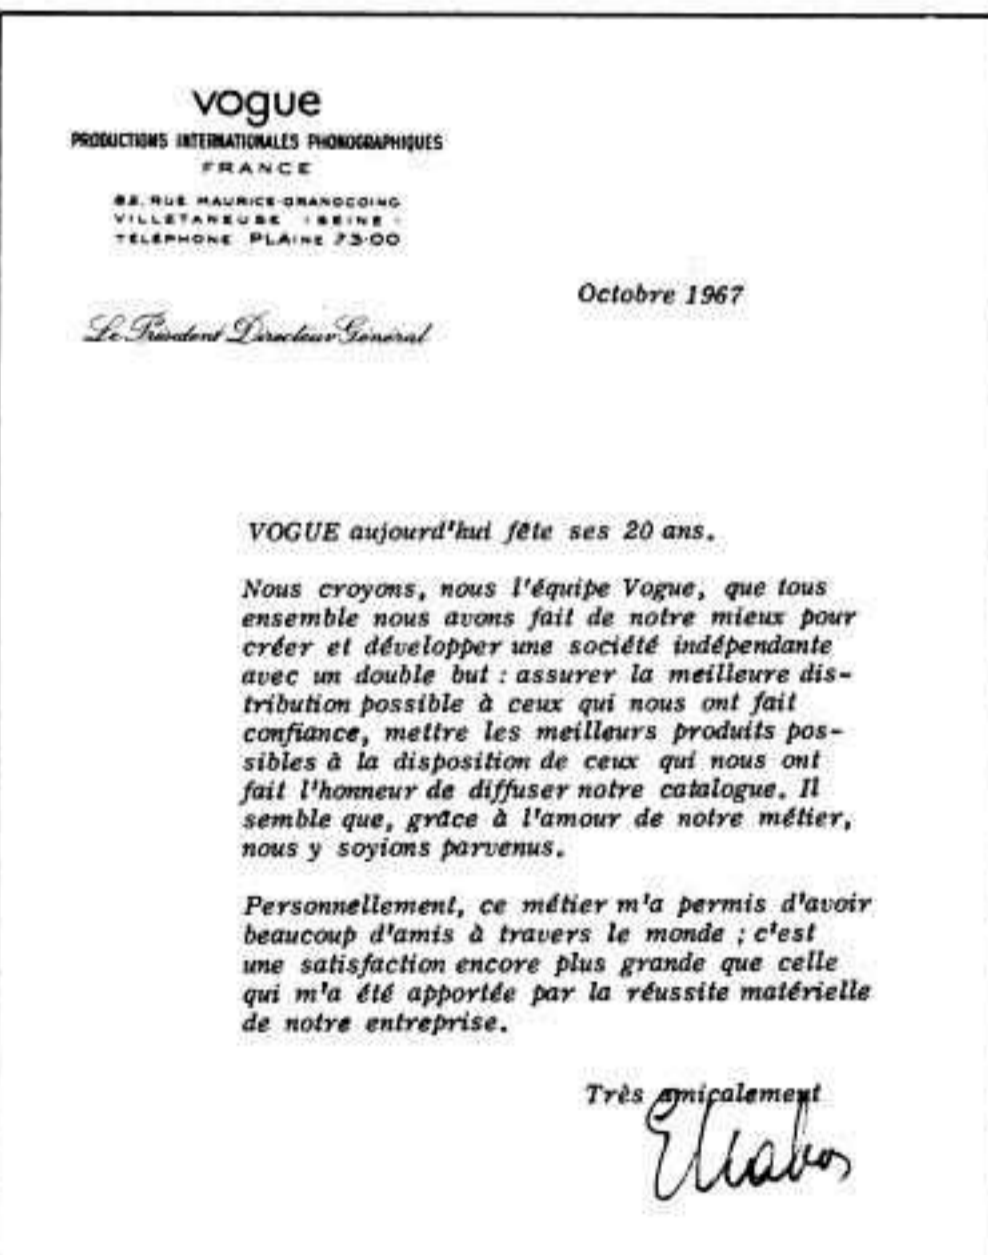 vogue
PRODUCTIONS INTERNATIONALES PHONOGRAPHIQUES
FRANCE
82, RUE MAURICE-GRANDCOING
VILLETANEUSE (SEINE)
TÉLÉPHONE PLAINE 73-00
Octobre 1967
Le Président Directeur Général
VOGUE aujourd'hui fête ses 20 ans.
Nous croyons, nous l'équipe Vogue, que tous
ensemble nous avons fait de notre mieux pour
créer et développer une société indépendante
avec un double but : assurer la meilleure dis-
tribution possible à ceux qui nous ont fait
confiance, mettre les meilleurs produits pos-
sibles à la disposition de ceux qui nous ont
fait l'honneur de diffuser notre catalogue. Il
semble que, grâce à l'amour de notre métier,
nous y soyions parvenus.
Personnellement, ce métier m'a permis d'avoir
beaucoup d'amis à travers le monde ; c'est
une satisfaction encore plus grande que celle
qui m'a été apportée par la réussite matérielle
de notre entreprise.
Très amicalement